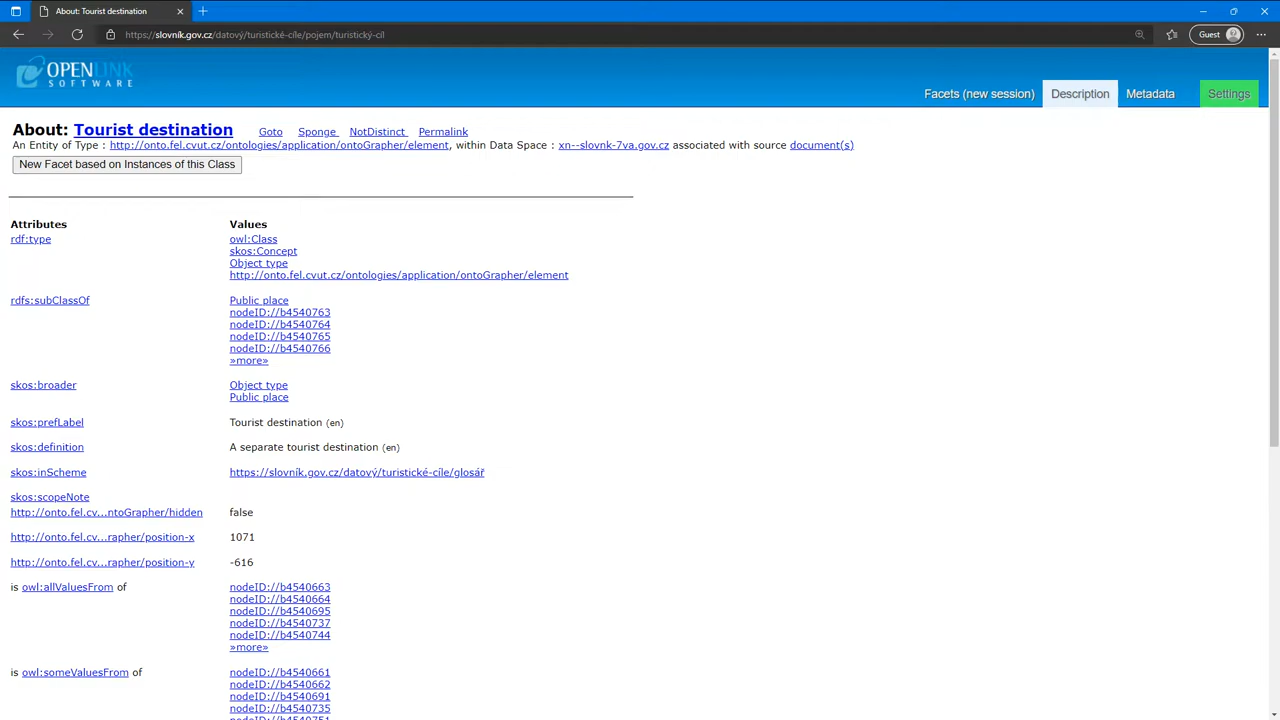 About: Tourist destination
https://slovník.gov.cz/datový/turistické-cíle/pojem/turistický-cíl
Guest
OPENLINK
SOFTWARE
Facets (new session)
Description
Metadata
Settings
About: Tourist destination Goto Sponge NotDistinct Permalink
An Entity of Type : http://onto.fel.cvut.cz/ontologies/application/ontoGrapher/element, within Data Space : xn--slovnk-7va.gov.cz associated with source document(s)
New Facet based on Instances of this Class
Attributes Values
rdf:type owl:Class
skos:Concept
Object type
http://onto.fel.cvut.cz/ontologies/application/ontoGrapher/element
rdfs:subClassOf Public place
nodeID://b4540763
nodeID://b4540764
nodeID://b4540765
nodeID://b4540766
»more»
skos:broader Object type
Public place
skos:prefLabel Tourist destination (en)
skos:definition A separate tourist destination (en)
skos:inScheme https://slovník.gov.cz/datový/turistické-cíle/glosář
skos:scopeNote
http://onto.fel.cv...ntoGrapher/hidden false
http://onto.fel.cv...rapher/position-x 1071
http://onto.fel.cv...rapher/position-y -616
is owl:allValuesFrom of nodeID://b4540663
nodeID://b4540664
nodeID://b4540695
nodeID://b4540737
nodeID://b4540744
»more»
is owl:someValuesFrom of nodeID://b4540661
nodeID://b4540662
nodeID://b4540691
nodeID://b4540735
nodeID://b4540751